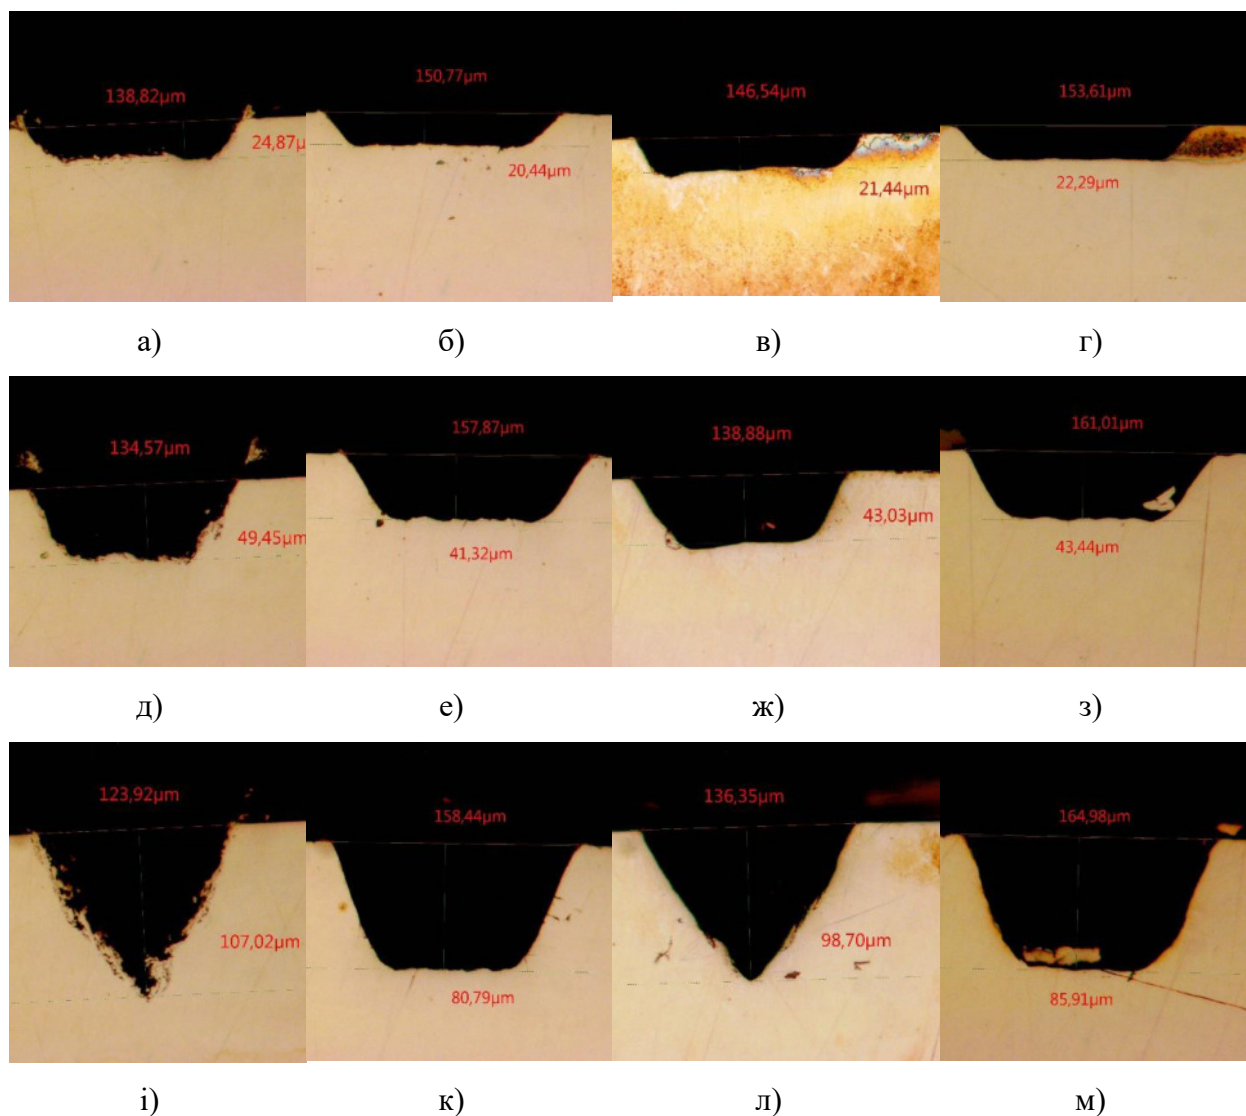 138,82µm 150,77µm 146,54µm 153,61µm
24,87µ 20,44µm 21,44µm 22,29µm
а) б) в) г)
134,57µm 157,87µm 138,88µm 161,01µm
49,45µm 41,32µm 43,03µm 43,44µm
д) е) ж) з)
123,92µm 158,44µm 136,35µm 164,98µm
107,02µm 80,79µm 98,70µm 85,91µm
і) к) л) м)